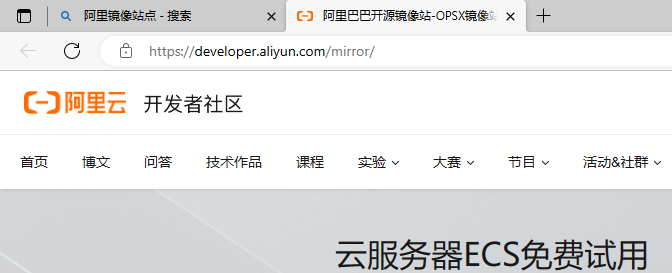 阿里镜像站点 - 搜索
阿里巴巴开源镜像站-OPSX镜像站
https://developer.aliyun.com/mirror/
阿里云 开发者社区
首页 博文 问答 技术作品 课程 实验 大赛 节目 活动&社群
云服务器ECS免费试用